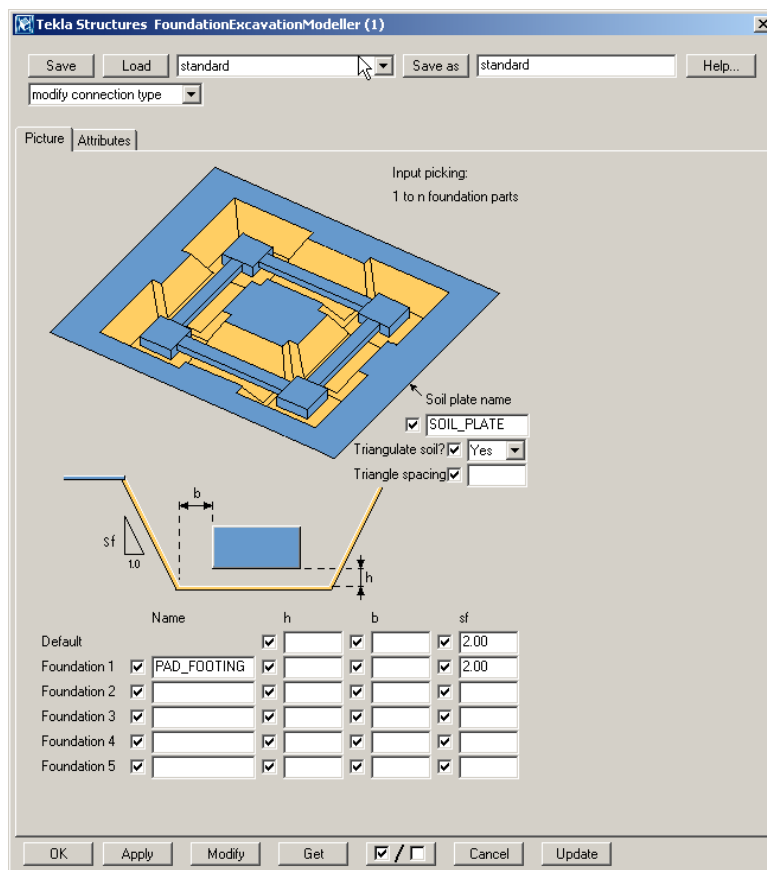 Tekla Structures FoundationExcavationModeller (1)
Save Load standard Save as standard Help...
modify connection type
Picture Attributes
Input picking:
1 to n foundation parts
Soil plate name
SOIL_PLATE
Triangulate soil? Yes
Triangle spacing
b
sf
1.0
h
Name h b sf
Default 2.00
Foundation 1 PAD_FOOTING 2.00
Foundation 2
Foundation 3
Foundation 4
Foundation 5
OK Apply Modify Get / Cancel Update